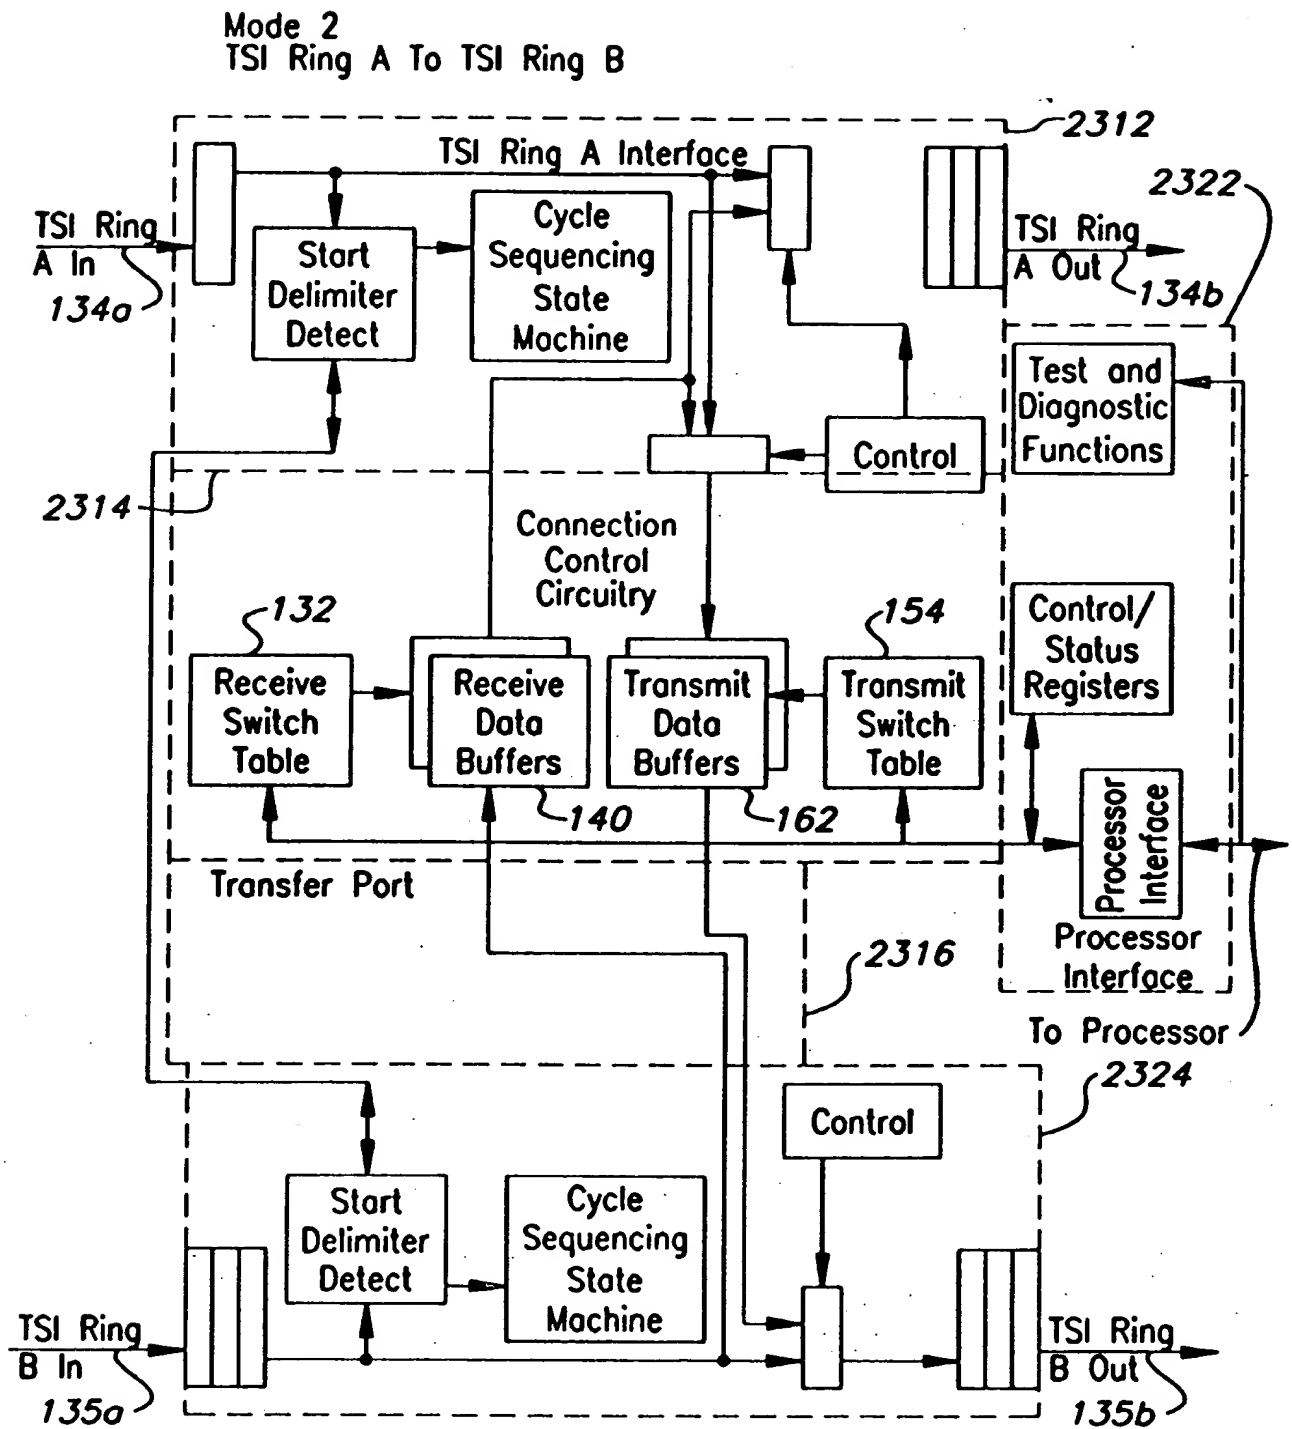 Mode 2
TSI Ring A To TSI Ring B
2312
TSI Ring A Interface
2322
TSI Ring
A In
134a
Start
Delimiter
Detect
Cycle
Sequencing
State
Machine
TSI Ring
A Out
134b
Test and
Diagnostic
Functions
Control
2314
Connection
Control
Circuitry
132
154
Receive
Switch
Table
Receive
Data
Buffers
Transmit
Data
Buffers
Transmit
Switch
Table
Control/
Status
Registers
140
162
Processor
Interface
Transfer Port
2316
Processor
Interface
To Processor
2324
Control
Start
Delimiter
Detect
Cycle
Sequencing
State
Machine
TSI Ring
B In
135a
TSI Ring
B Out
135b